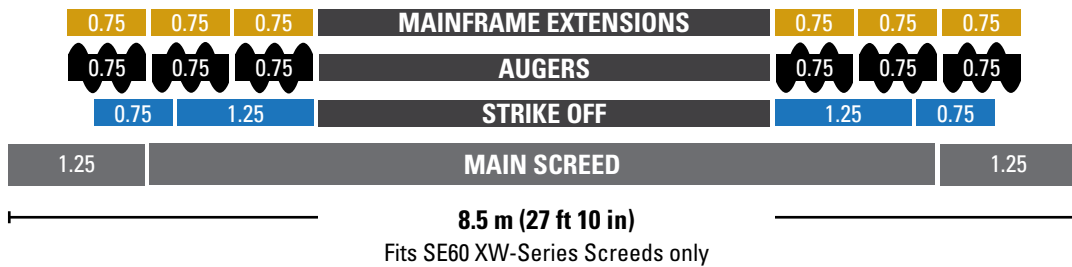 0.75 0.75 0.75 MAINFRAME EXTENSIONS 0.75 0.75 0.75
0.75 0.75 0.75 AUGERS 0.75 0.75 0.75
0.75 1.25 STRIKE OFF 1.25 0.75
1.25 MAIN SCREED 1.25
8.5 m (27 ft 10 in)
Fits SE60 XW-Series Screeds only